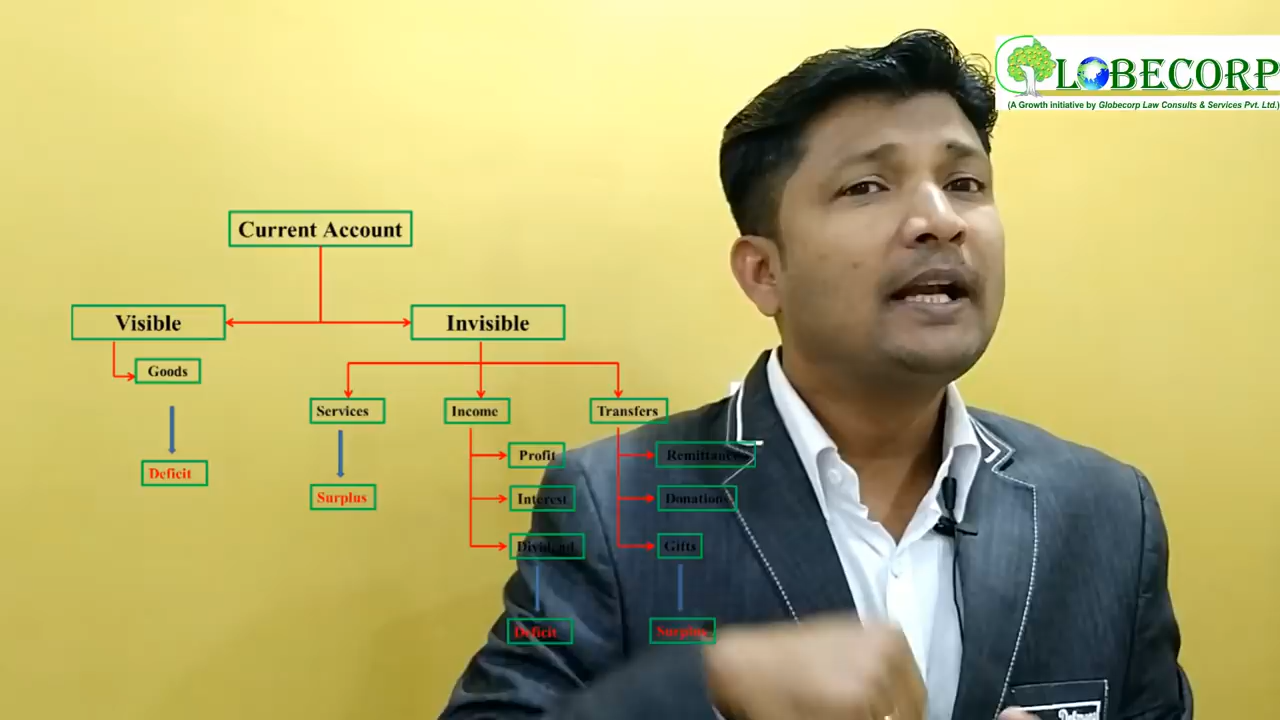 LOBECORP
(A Growth initiative by Globecorp Law Consults & Services Pvt. Ltd.)
Current Account
Visible
Invisible
Goods
Services
Income
Transfers
Profit
Remittances
Deficit
Surplus
Interest
Donations
Dividend
Gifts
Deficit
Surplus